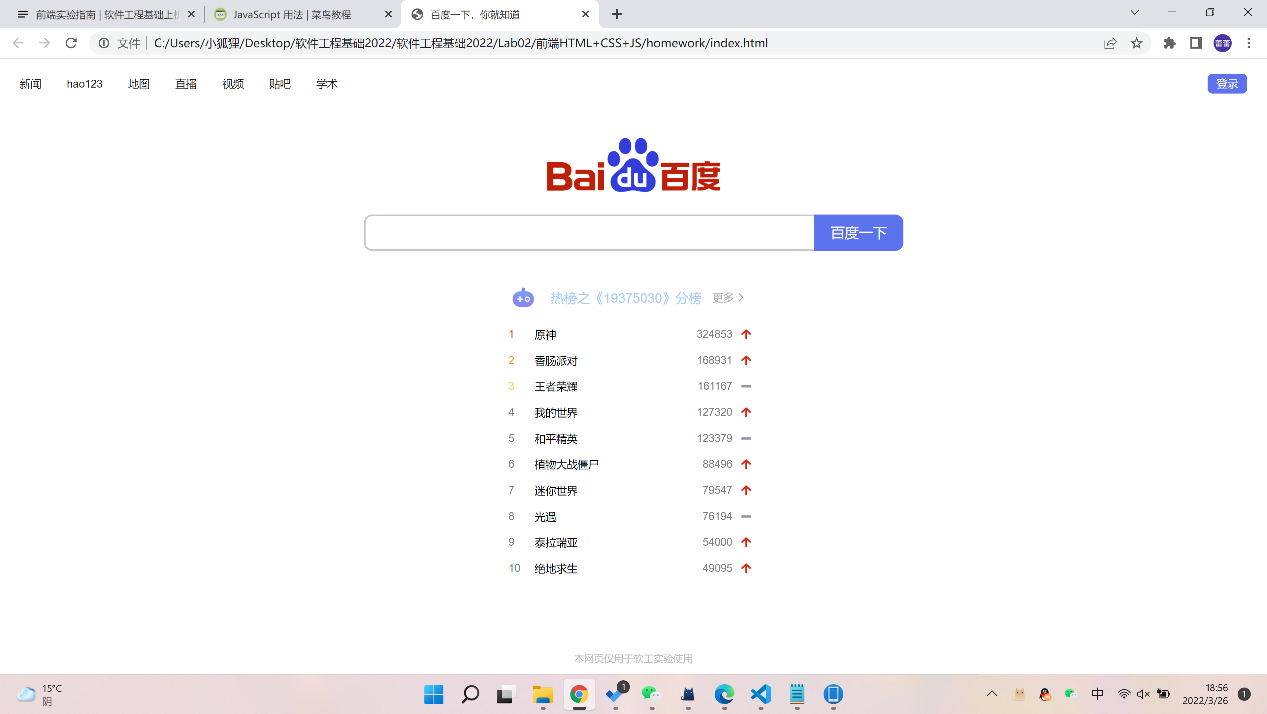 前端实验指南 | 软件工程基础上机
JavaScript 用法 | 菜鸟教程
百度一下，你就知道
文件 C:/Users/小狐狸/Desktop/软件工程基础2022/软件工程基础2022/Lab02/前端HTML+CSS+JS/homework/index.html
蕾蕾
新闻 hao123 地图 直播 视频 贴吧 学术 登录
Bai du 百度
百度一下
热榜之《19375030》分榜 更多
1 原神 324853
2 香肠派对 168931
3 王者荣耀 161167
4 我的世界 127320
5 和平精英 123379
6 植物大战僵尸 88496
7 迷你世界 79547
8 光遇 76194
9 泰拉瑞亚 54000
10 绝地求生 49095
本网页仅用于软工实验使用
15°C
阴
1
中
18:56
2022/3/26
1